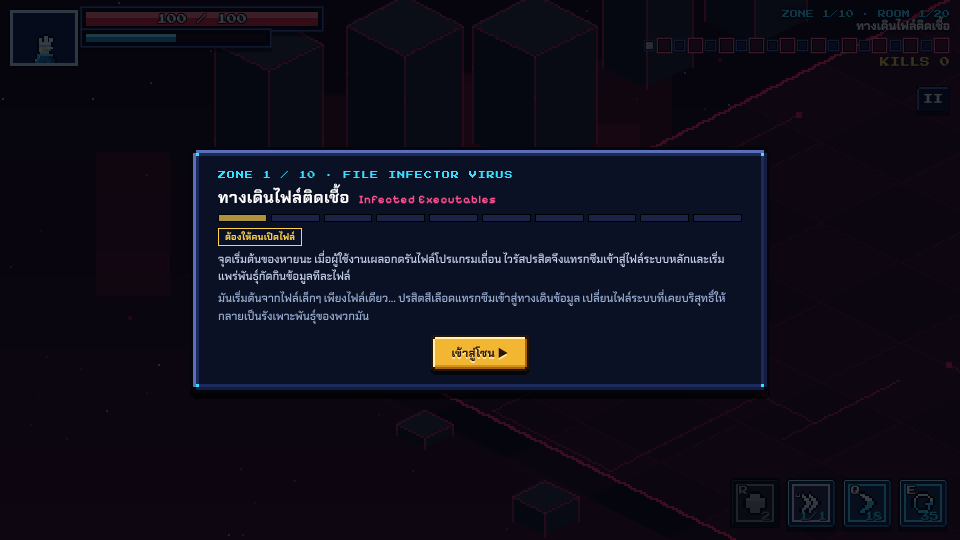 100 / 100
ZONE 1/10 · ROOM 1/20
ทางเดินไฟล์ติดเชื้อ
KILLS 0
II
ZONE 1 / 10 · FILE INFECTOR VIRUS
ทางเดินไฟล์ติดเชื้อ Infected Executables
ต้องให้คนเปิดไฟล์
จุดเริ่มต้นของหายนะ เมื่อผู้ใช้งานเผลอกดรันไฟล์โปรแกรมเถื่อน ไวรัสปรสิตจึงแทรกซึมเข้าสู่ไฟล์ระบบหลักและเริ่ม
แพร่พันธุ์กัดกินข้อมูลทีละไฟล์
มันเริ่มต้นจากไฟล์เล็กๆ เพียงไฟล์เดียว... ปรสิตสีเลือดแทรกซึมเข้าสู่ทางเดินข้อมูล เปลี่ยนไฟล์ระบบที่เคยบริสุทธิ์ให้
กลายเป็นรังเพาะพันธุ์ของพวกมัน
เข้าสู่โซน ▶
R
2
1/1
Q
18
E
35